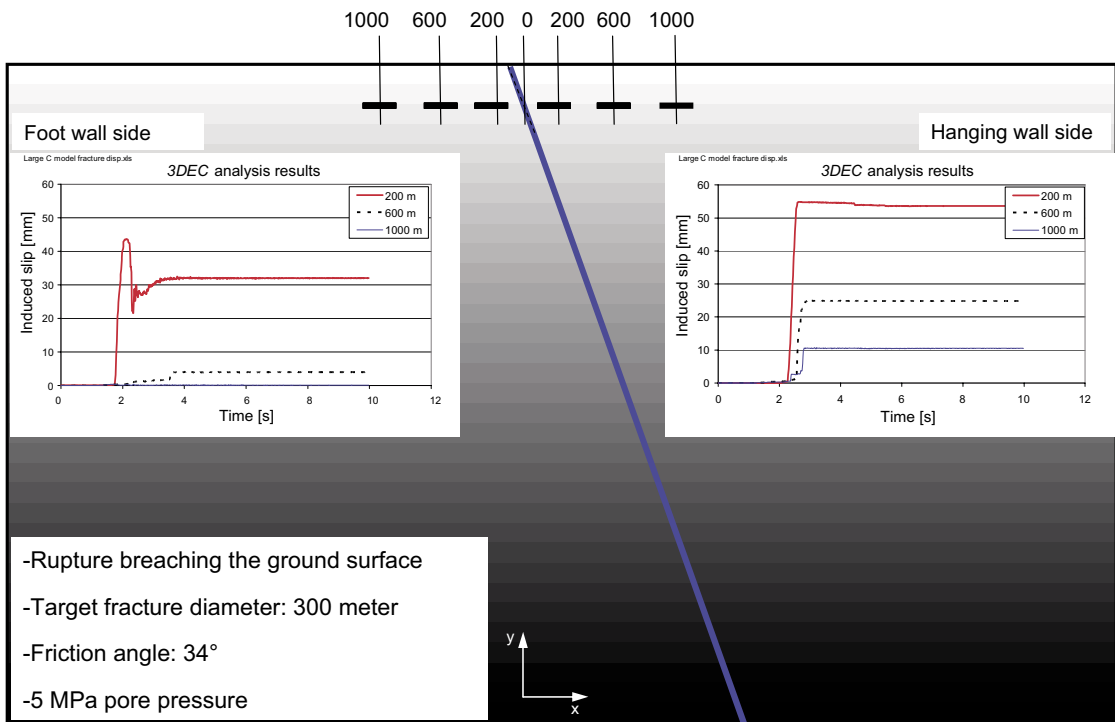 1000 600 200 0 200 600 1000
Foot wall side
Large C model fracture disp.xls
3DEC analysis results
60
50
40
30
20
10
0
Induced slip [mm]
200 m
600 m
1000 m
0 2 4 6 8 10 12
Time [s]
Hanging wall side
Large C model fracture disp.xls
3DEC analysis results
60
50
40
30
20
10
0
Induced slip [mm]
200 m
600 m
1000 m
0 2 4 6 8 10 12
Time [s]
-Rupture breaching the ground surface
-Target fracture diameter: 300 meter
-Friction angle: 34°
-5 MPa pore pressure
y
x